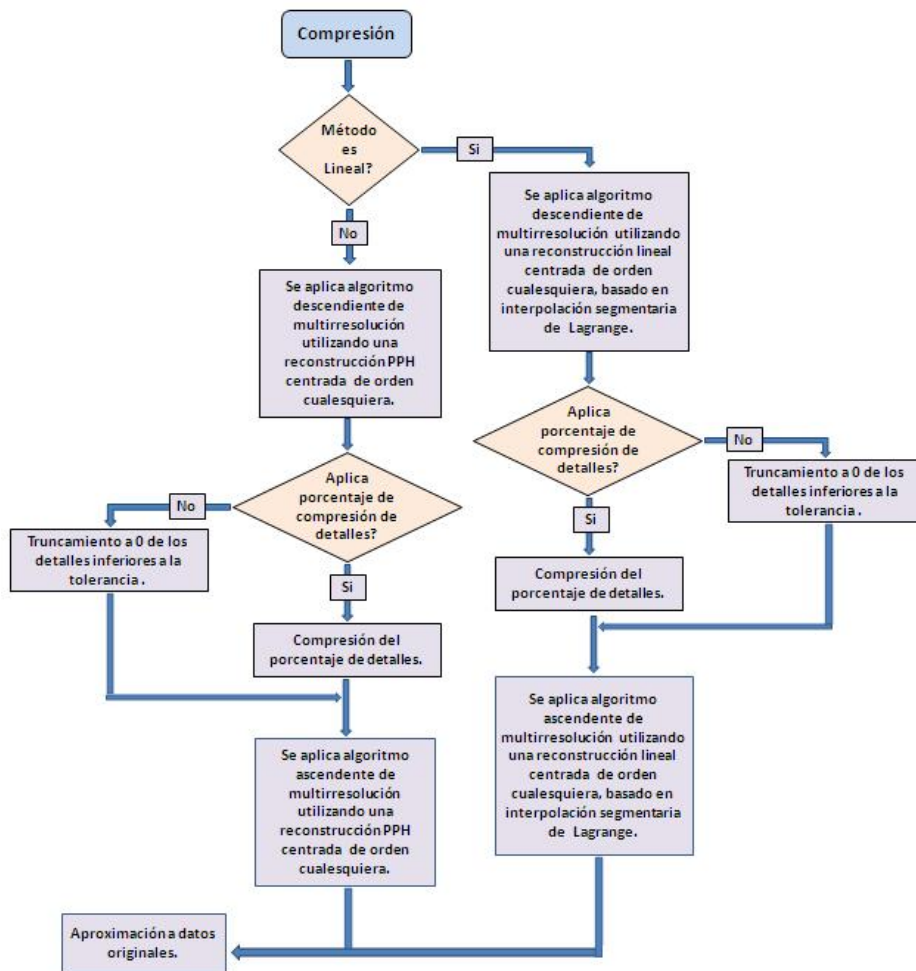 Compresión
Método
es
Lineal?
Si
No
Se aplica algoritmo
descendiente de
multirresolución utilizando
una reconstrucción lineal
centrada de orden
cualesquiera, basado en
interpolación segmentaria
de Lagrange.
Se aplica algoritmo
descendiente de
multirresolución
utilizando una
reconstrucción PPH
centrada de orden
cualesquiera.
Aplica
porcentaje de
compresión de
detalles?
No
Truncamiento a 0 de los
detalles inferiores a la
tolerancia .
Si
Compresión del
porcentaje de detalles.
Aplica
porcentaje de
compresión de
detalles?
No
Truncamiento a 0 de los
detalles inferiores a la
tolerancia .
Si
Compresión del
porcentaje de detalles.
Se aplica algoritmo
ascendente de
multirresolución utilizando
una reconstrucción lineal
centrada de orden
cualesquiera, basado en
interpolación segmentaria
de Lagrange.
Se aplica algoritmo
ascendente de
multirresolución
utilizando una
reconstrucción PPH
centrada de orden
cualesquiera.
Aproximación a datos
originales.